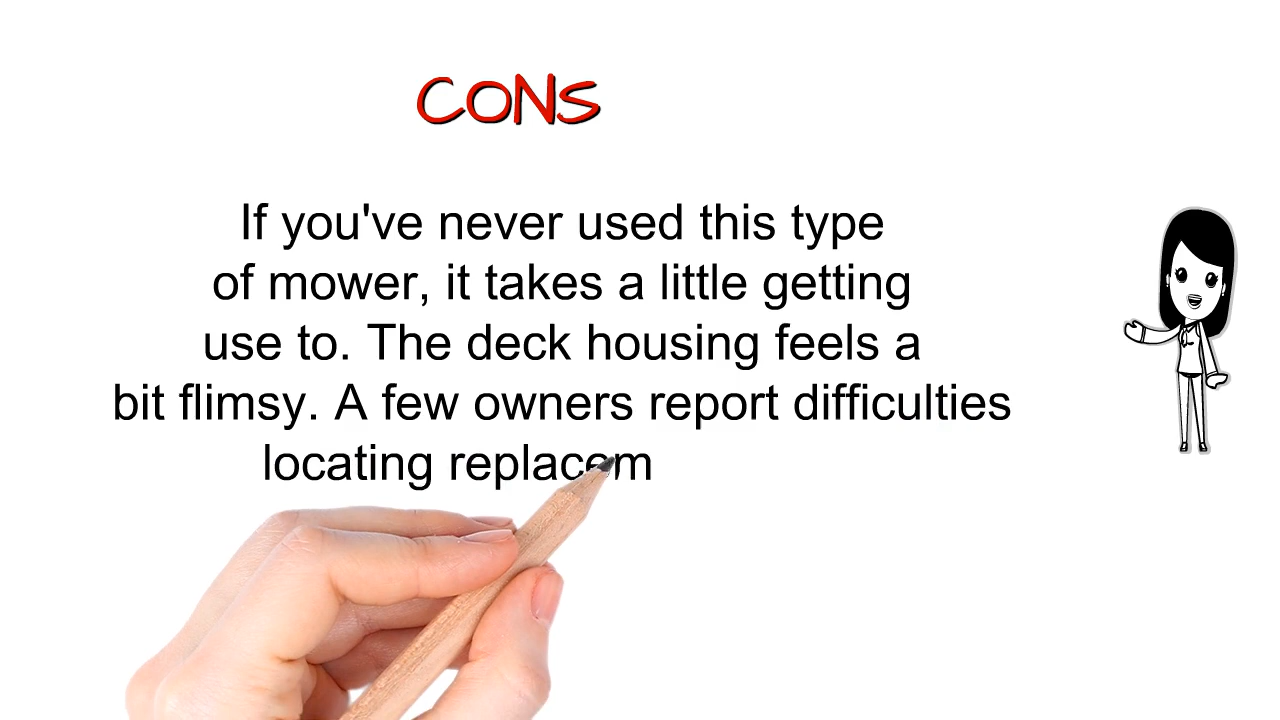 CONS
If you've never used this type
of mower, it takes a little getting
use to. The deck housing feels a
bit flimsy. A few owners report difficulties
locating replacem